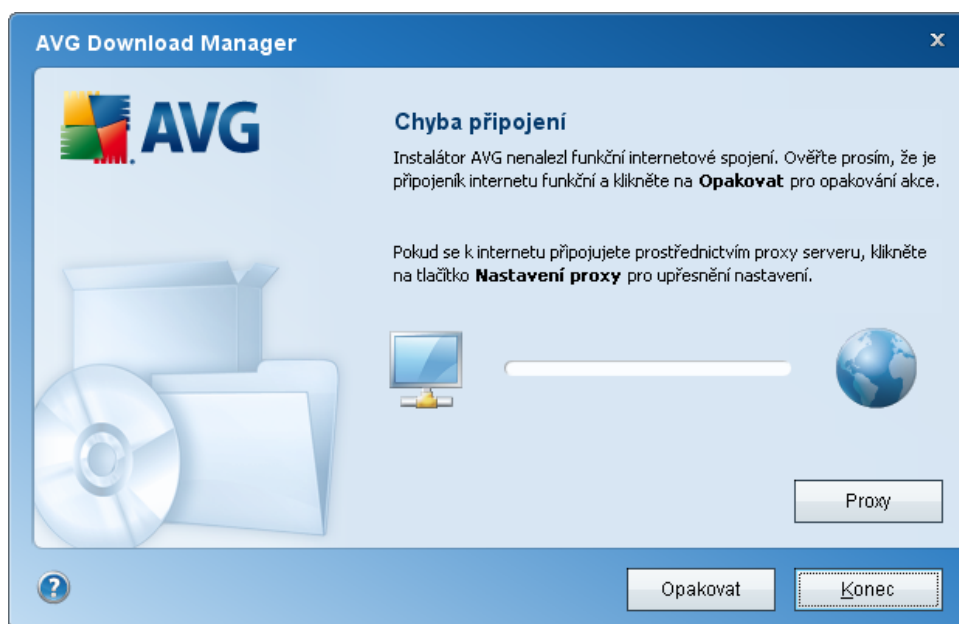 AVG Download Manager
x
AVG
Chyba připojení
Instalátor AVG nenalezl funkční internetové spojení. Ověřte prosím, že je
připojeník internetu funkční a klikněte na Opakovat pro opakování akce.
Pokud se k internetu připojujete prostřednictvím proxy serveru, klikněte
na tlačítko Nastavení proxy pro upřesnění nastavení.
Proxy
?
Opakovat
Konec